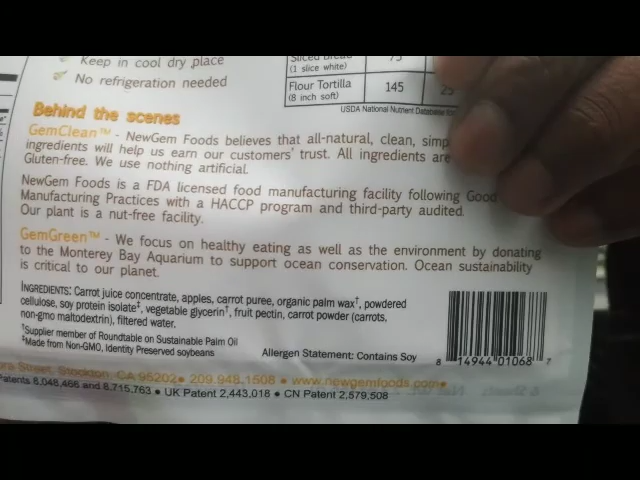 Keep in cool dry place
No refrigeration needed
Sliced Bread 75
(1 slice white)
Flour Tortilla 145 25
(8 inch soft)
USDA National Nutrient Database for
Behind the scenes
GemClean™ - NewGem Foods believes that all-natural, clean, simp
ingredients will help us earn our customers' trust. All ingredients are
Gluten-free. We use nothing artificial.
NewGem Foods is a FDA licensed food manufacturing facility following Good
Manufacturing Practices with a HACCP program and third-party audited.
Our plant is a nut-free facility.
GemGreen™ - We focus on healthy eating as well as the environment by donating
to the Monterey Bay Aquarium to support ocean conservation. Ocean sustainability
is critical to our planet.
INGREDIENTS: Carrot juice concentrate, apples, carrot puree, organic palm wax†, powdered
cellulose, soy protein isolate‡, vegetable glycerin†, fruit pectin, carrot powder (carrots,
non-gmo maltodextrin), filtered water.
†Supplier member of Roundtable on Sustainable Palm Oil
‡Made from Non-GMO, Identity Preserved soybeans
Allergen Statement: Contains Soy
8 14944 01068 7
Street, Stockton, CA 95202 • 209.948.1508 • www.newgemfoods.com •
Patents 8,048,466 and 8,715,763 • UK Patent 2,443,018 • CN Patent 2,579,508